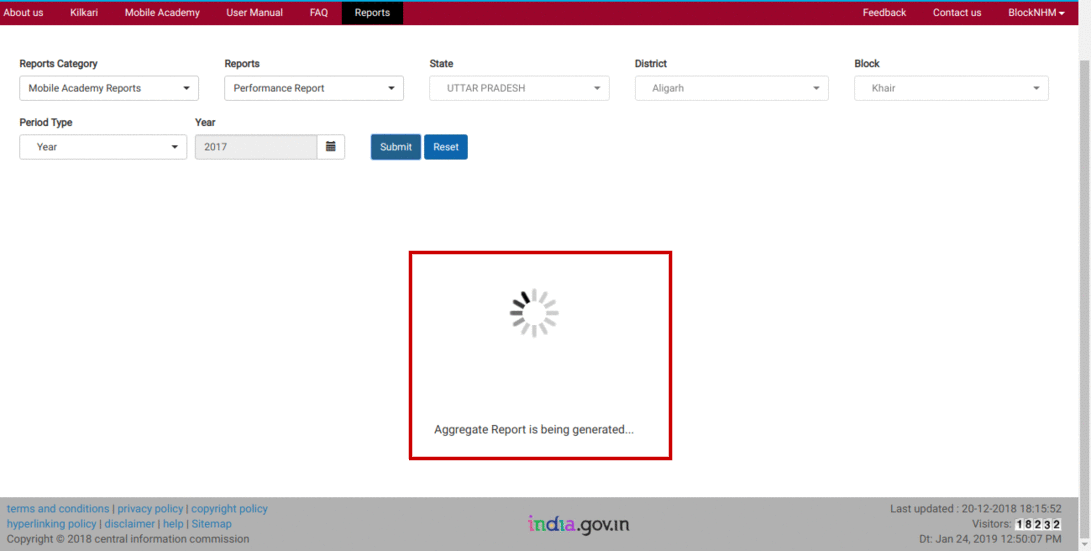 About us Kilkari Mobile Academy User Manual FAQ Reports Feedback Contact us BlockNHM
Reports Category Reports State District Block
Mobile Academy Reports Performance Report UTTAR PRADESH Aligarh Khair
Period Type Year
Year 2017 Submit Reset
Aggregate Report is being generated...
terms and conditions | privacy policy | copyright policy Last updated : 20-12-2018 18:15:52
hyperlinking policy | disclaimer | help | Sitemap india.gov.in Visitors: 18232
Copyright © 2018 central information commission Dt: Jan 24, 2019 12:50:07 PM